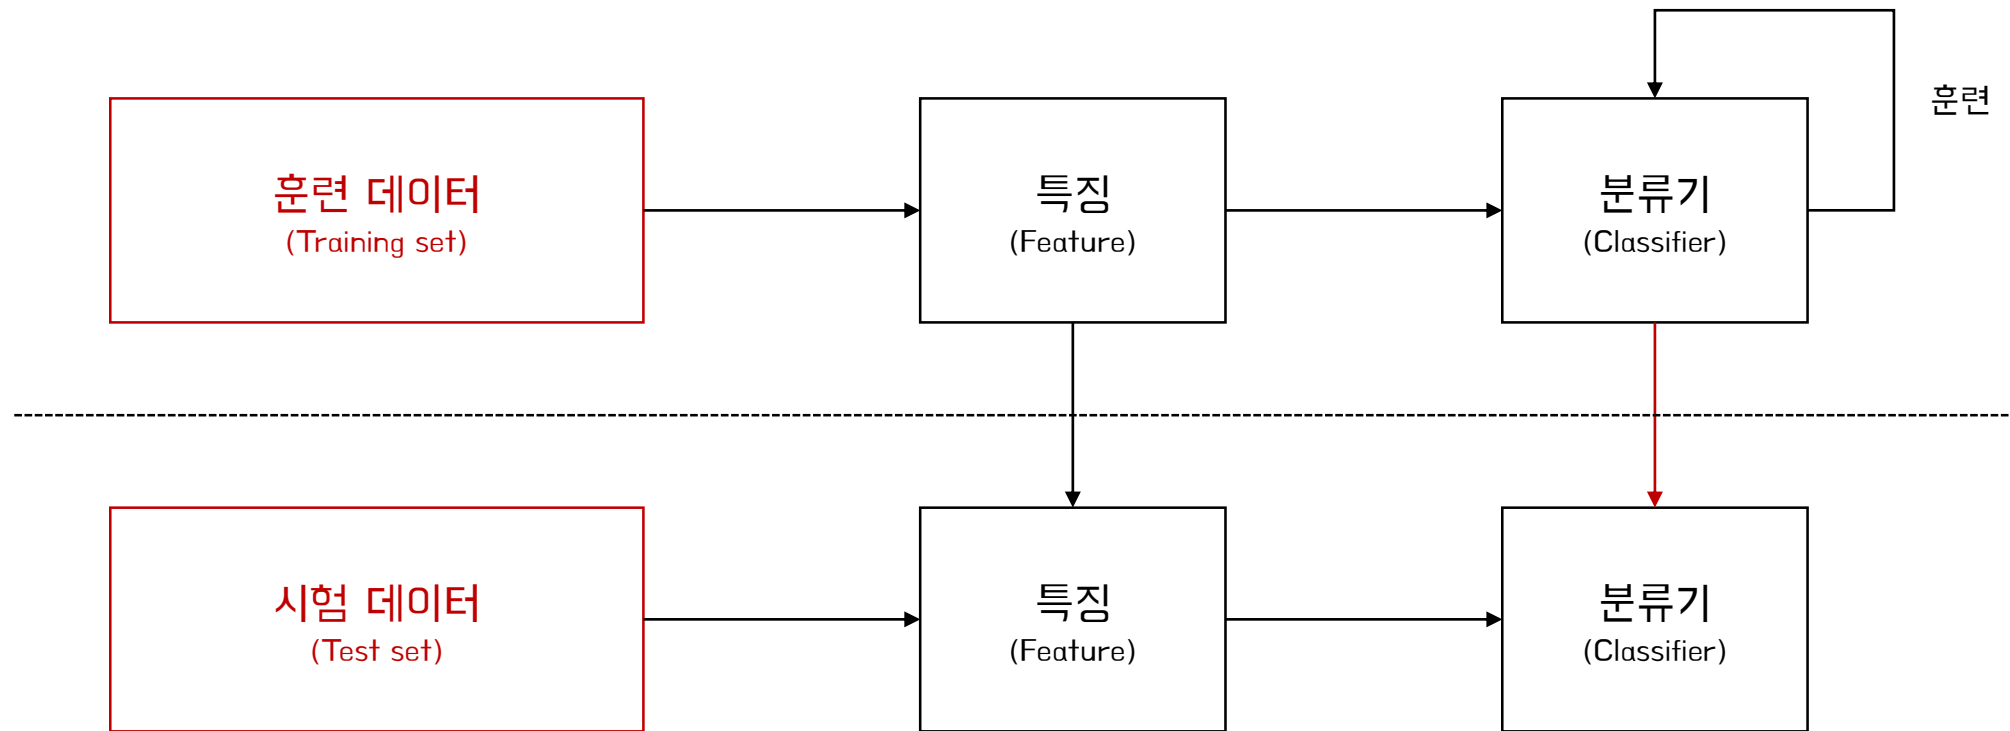 훈련
훈련 데이터
(Training set)
특징
(Feature)
분류기
(Classifier)
시험 데이터
(Test set)
특징
(Feature)
분류기
(Classifier)